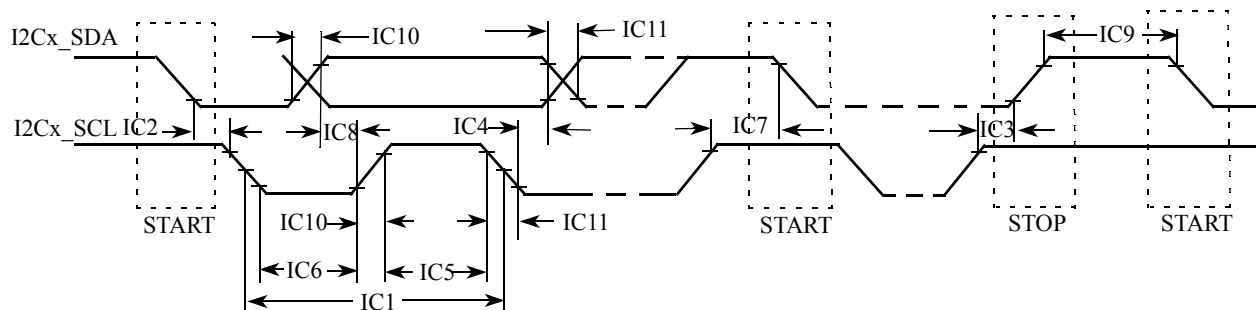 I2Cx_SDA
IC10
IC11
IC9
I2Cx_SCL
IC2
IC8
IC4
IC7
IC3
START
IC10
IC11
START
STOP
START
IC6
IC5
IC1